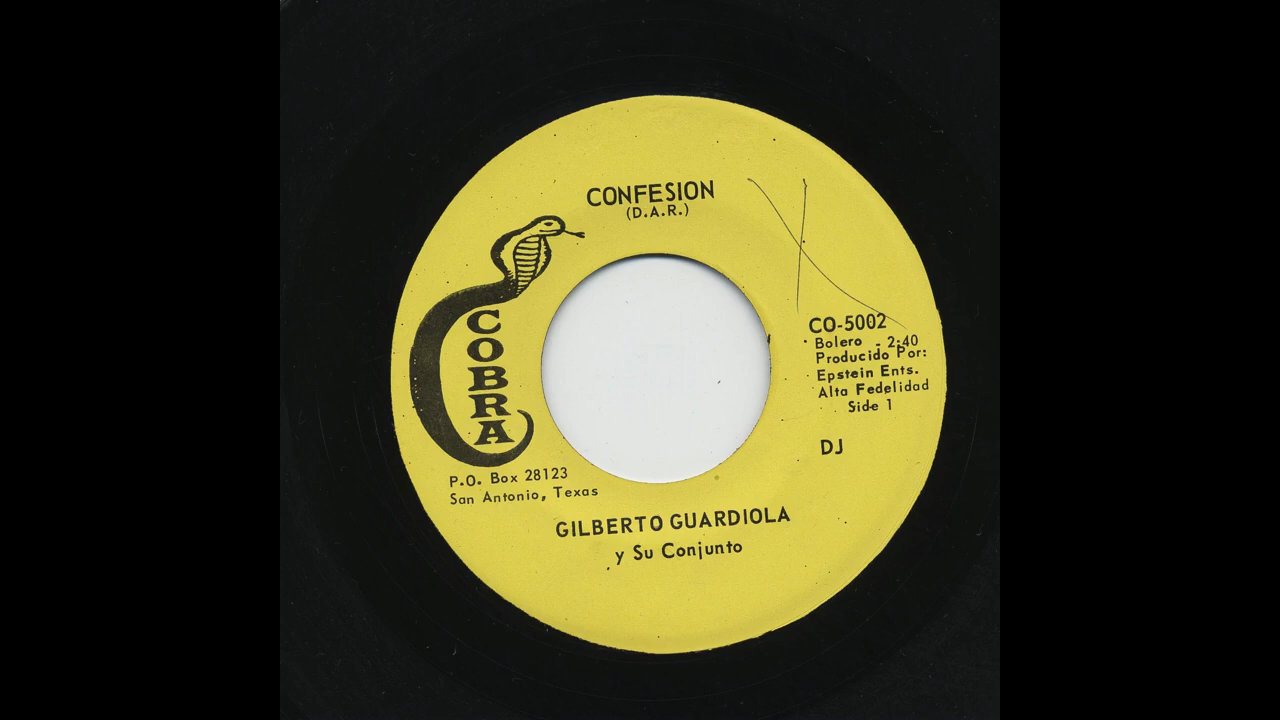 CONFESION
(D.A.R.)
COBRA
CO-5002
Bolero - 2:40
Producido Por:
Epstein Ents.
Alta Fedelidad
Side 1
DJ
P.O. Box 28123
San Antonio, Texas
GILBERTO GUARDIOLA
y Su Conjunto